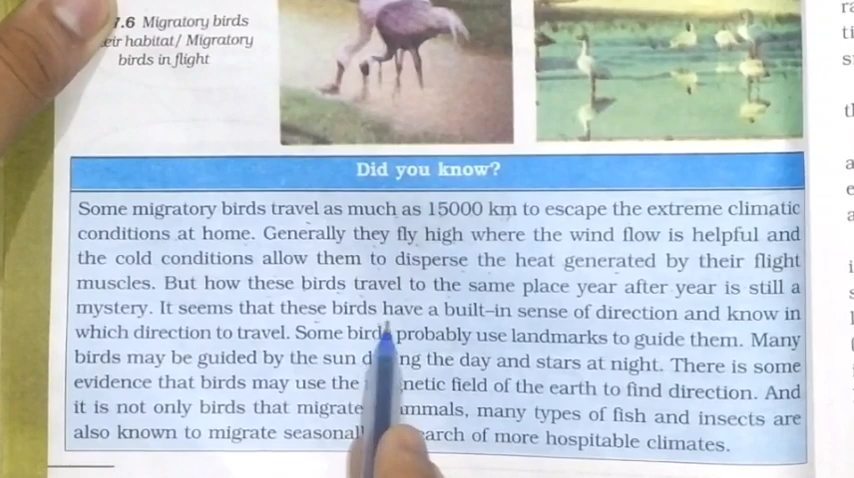 7.6 Migratory birds
eir habitat/ Migratory
birds in flight
Did you know?
Some migratory birds travel as much as 15000 km to escape the extreme climatic
conditions at home. Generally they fly high where the wind flow is helpful and
the cold conditions allow them to disperse the heat generated by their flight
muscles. But how these birds travel to the same place year after year is still a
mystery. It seems that these birds have a built–in sense of direction and know in
which direction to travel. Some birds probably use landmarks to guide them. Many
birds may be guided by the sun d ng the day and stars at night. There is some
evidence that birds may use the netic field of the earth to find direction. And
it is not only birds that migrate mmals, many types of fish and insects are
also known to migrate seasonal arch of more hospitable climates.